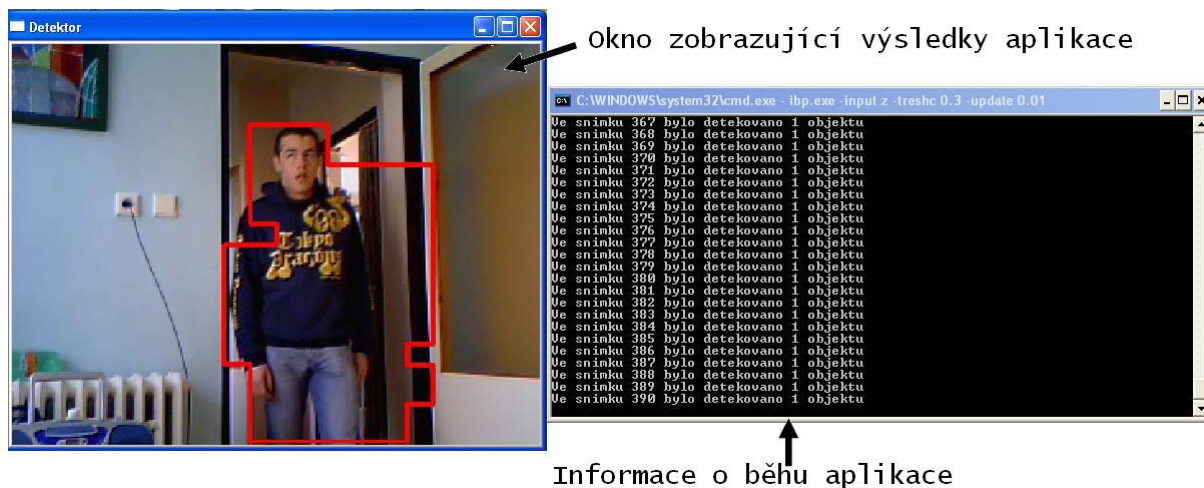 Detektor
Okno zobrazující výsledky aplikace
C:\WINDOWS\system32\cmd.exe - ibp.exe -input z -treshc 0.3 -update 0.01
Ve snimku 367 bylo detekovano 1 objektu
Ve snimku 368 bylo detekovano 1 objektu
Ve snimku 369 bylo detekovano 1 objektu
Ve snimku 370 bylo detekovano 1 objektu
Ve snimku 371 bylo detekovano 1 objektu
Ve snimku 372 bylo detekovano 1 objektu
Ve snimku 373 bylo detekovano 1 objektu
Ve snimku 374 bylo detekovano 1 objektu
Ve snimku 375 bylo detekovano 1 objektu
Ve snimku 376 bylo detekovano 1 objektu
Ve snimku 377 bylo detekovano 1 objektu
Ve snimku 378 bylo detekovano 1 objektu
Ve snimku 379 bylo detekovano 1 objektu
Ve snimku 380 bylo detekovano 1 objektu
Ve snimku 381 bylo detekovano 1 objektu
Ve snimku 382 bylo detekovano 1 objektu
Ve snimku 383 bylo detekovano 1 objektu
Ve snimku 384 bylo detekovano 1 objektu
Ve snimku 385 bylo detekovano 1 objektu
Ve snimku 386 bylo detekovano 1 objektu
Ve snimku 387 bylo detekovano 1 objektu
Ve snimku 388 bylo detekovano 1 objektu
Ve snimku 389 bylo detekovano 1 objektu
Ve snimku 390 bylo detekovano 1 objektu
Informace o běhu aplikace